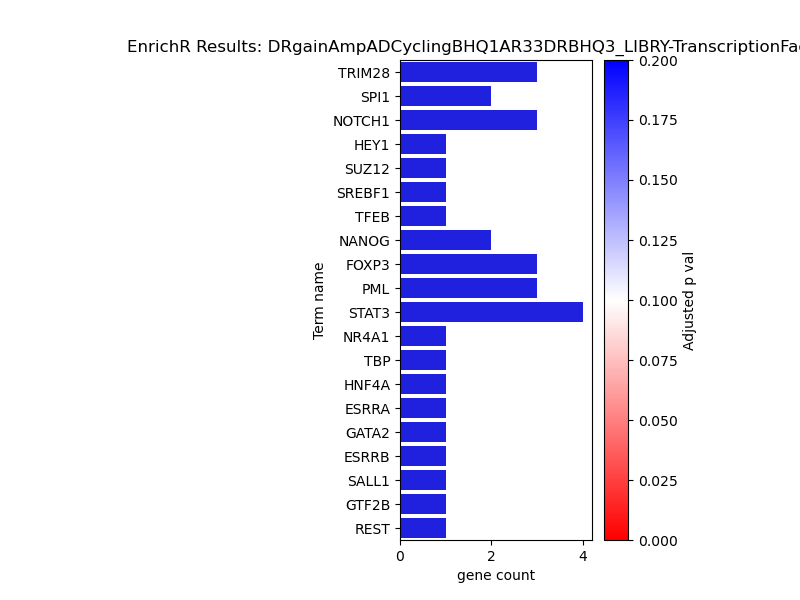 EnrichR Results: DRgainAmpADCyclingBHQ1AR33DRBHQ3_LIBRY-TranscriptionFac
TRIM28
SPI1
NOTCH1
HEY1
SUZ12
SREBF1
TFEB
NANOG
FOXP3
PML
STAT3
NR4A1
TBP
HNF4A
ESRRA
GATA2
ESRRB
SALL1
GTF2B
REST
Term name
0 2 4
gene count
0.200
0.175
0.150
0.125
0.100
0.075
0.050
0.025
0.000
Adjusted p val